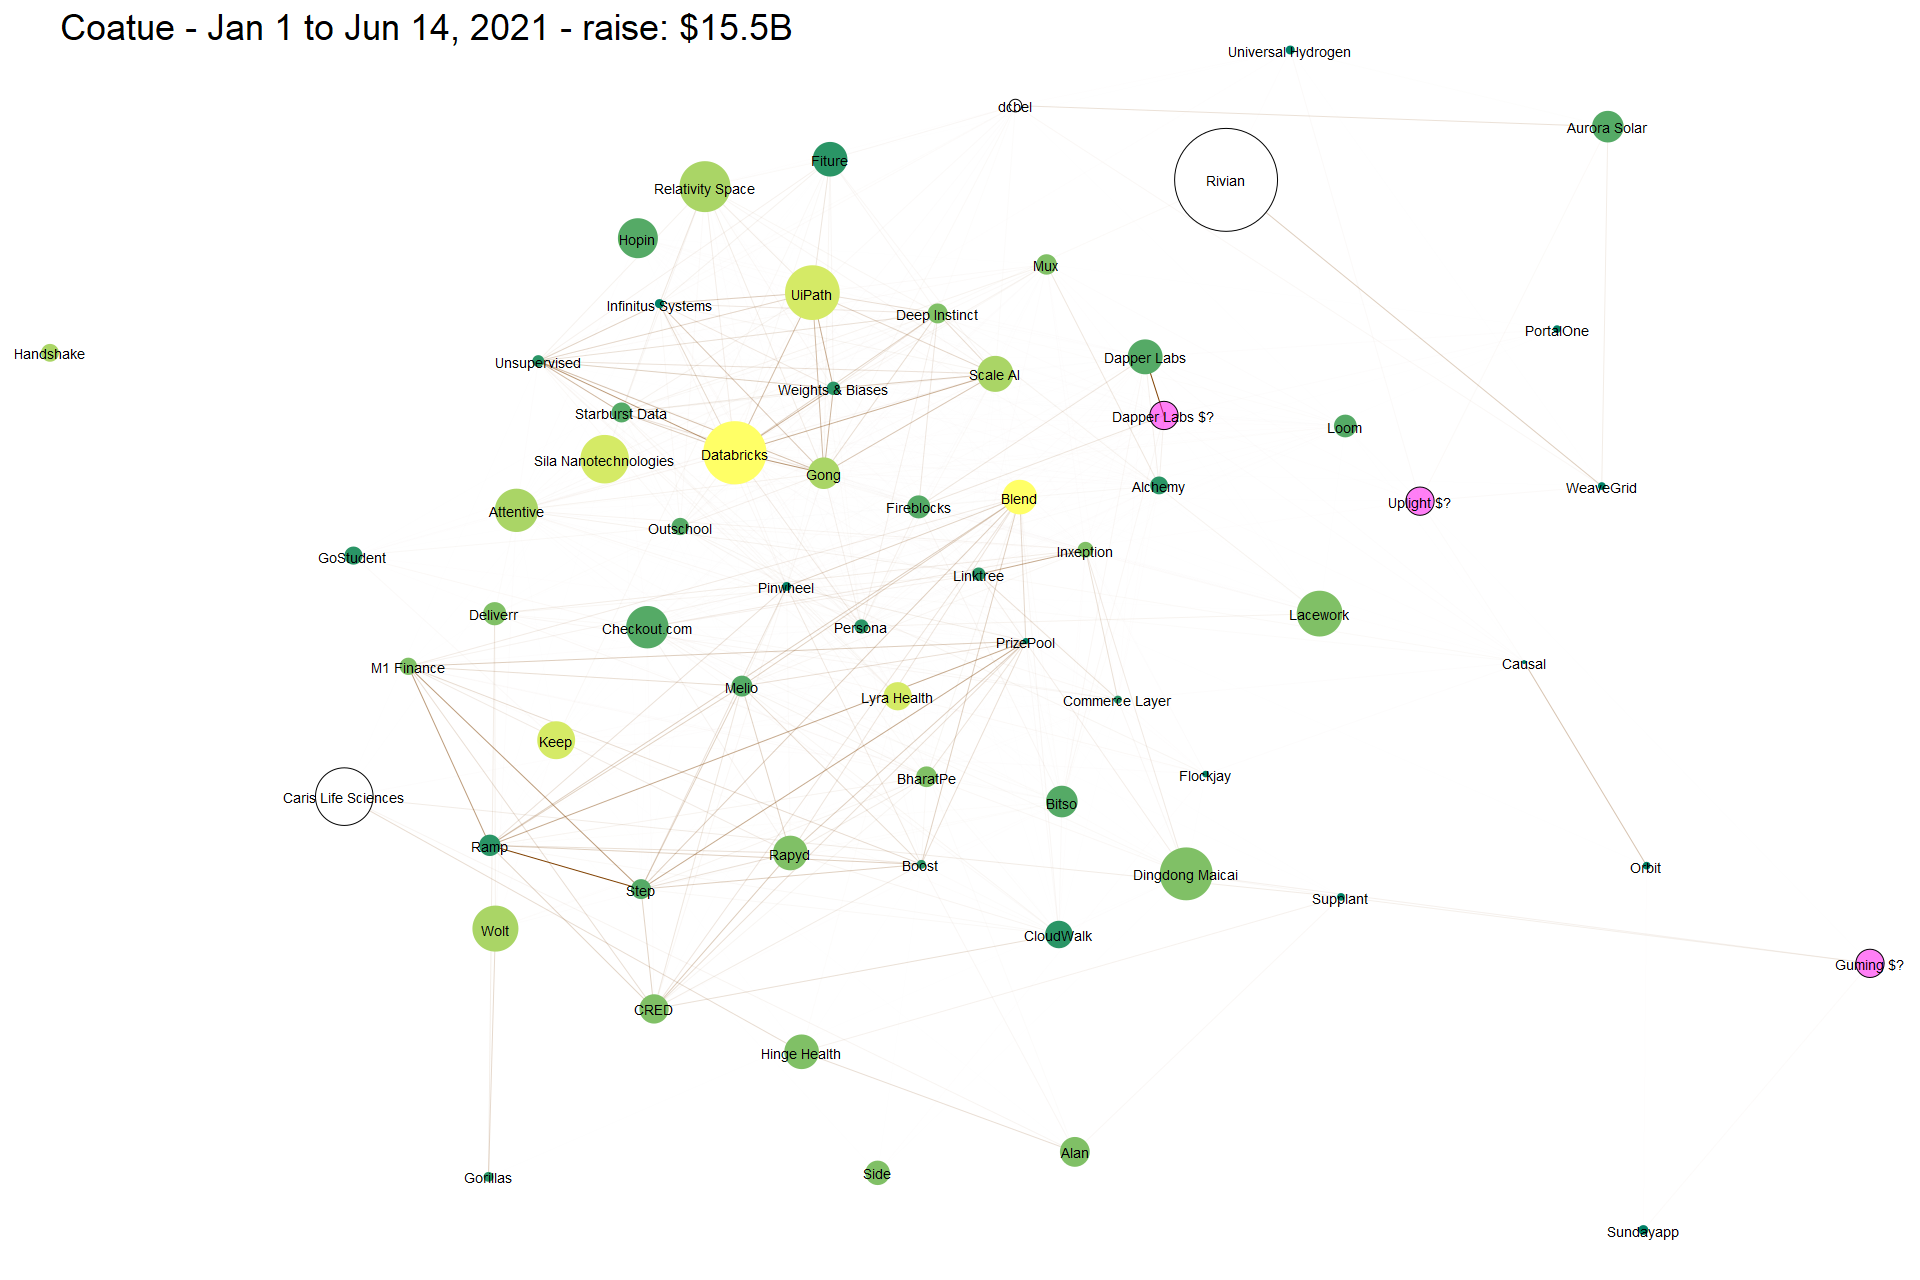 Coatue - Jan 1 to Jun 14, 2021 - raise: $15.5B
Universal Hydrogen
dcbel
Aurora Solar
Fiture
Rivian
Relativity Space
Hopin
Mux
UiPath
Infinitus Systems
Deep Instinct
PortalOne
Handshake
Dapper Labs
Unsupervised
Scale AI
Weights & Biases
Starburst Data
Dapper Labs $?
Loom
Databricks
Sila Nanotechnologies
Gong
Alchemy
WeaveGrid
Blend
Uplight $?
Fireblocks
Attentive
Outschool
Inxeption
GoStudent
Linktree
Pinwheel
Deliverr
Lacework
Checkout.com
Persona
PrizePool
Causal
M1 Finance
Melio
Lyra Health
Commerce Layer
Keep
Flockjay
BharatPe
Caris Life Sciences
Bitso
Ramp
Rapyd
Boost
Orbit
Dingdong Maicai
Step
Supplant
Wolt
CloudWalk
Guming $?
CRED
Hinge Health
Alan
Side
Gorillas
Sundayapp